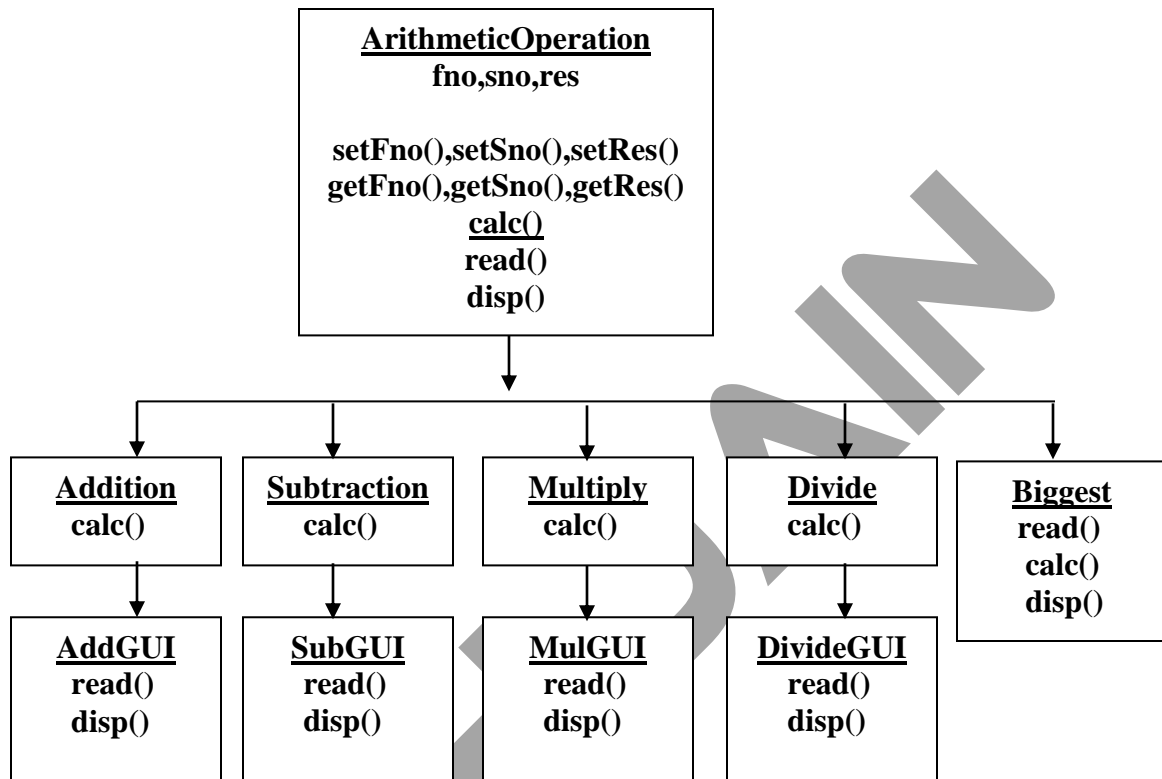 ArithmeticOperation
fno,sno,res
setFno(),setSno(),setRes()
getFno(),getSno(),getRes()
calc()
read()
disp()
Addition
calc()
Subtraction
calc()
Multiply
calc()
Divide
calc()
Biggest
read()
calc()
disp()
AddGUI
read()
disp()
SubGUI
read()
disp()
MulGUI
read()
disp()
DivideGUI
read()
disp()